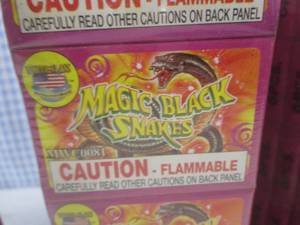 CAUTION - FLAMMABLE
CAREFULLY READ OTHER CAUTIONS ON BACK PANEL
MAGIC BLACK
SNAKES
CAUTION - FLAMMABLE
CAREFULLY READ OTHER CAUTIONS ON BACK PANEL